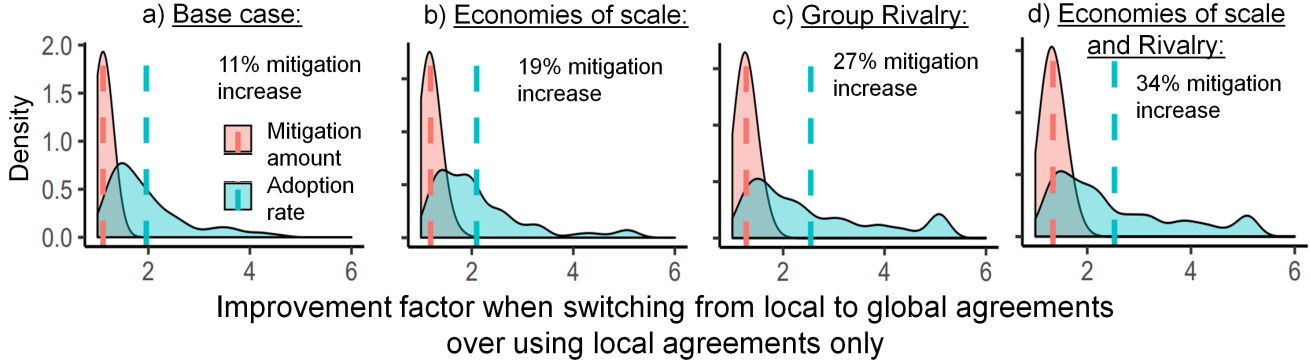 a) Base case:
b) Economies of scale:
c) Group Rivalry:
d) Economies of scale
and Rivalry:
2.0
1.5
1.0
0.5
0.0
Density
11% mitigation
increase
Mitigation
amount
Adoption
rate
19% mitigation
increase
27% mitigation
increase
34% mitigation
increase
2 4 6
2 4 6
2 4 6
2 4 6
Improvement factor when switching from local to global agreements
over using local agreements only